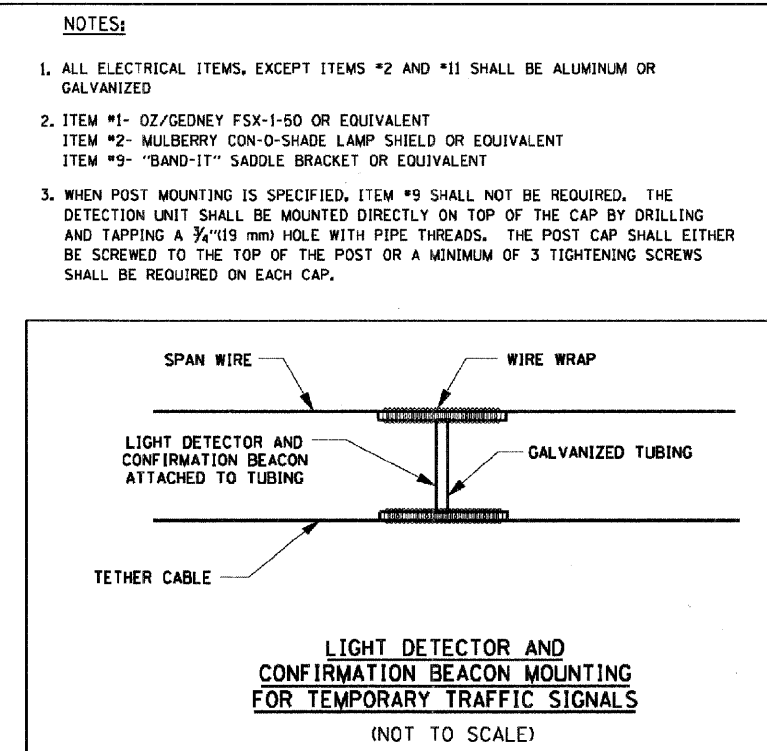 NOTES:
1. ALL ELECTRICAL ITEMS, EXCEPT ITEMS #2 AND #11 SHALL BE ALUMINUM OR
GALVANIZED
2. ITEM #1- OZ/GEDNEY FSX-1-50 OR EQUIVALENT
ITEM #2- MULBERRY CON-O-SHADE LAMP SHIELD OR EQUIVALENT
ITEM #9- "BAND-IT" SADDLE BRACKET OR EQUIVALENT
3. WHEN POST MOUNTING IS SPECIFIED, ITEM #9 SHALL NOT BE REQUIRED. THE
DETECTION UNIT SHALL BE MOUNTED DIRECTLY ON TOP OF THE CAP BY DRILLING
AND TAPPING A 3/4"(19 mm) HOLE WITH PIPE THREADS. THE POST CAP SHALL EITHER
BE SCREWED TO THE TOP OF THE POST OR A MINIMUM OF 3 TIGHTENING SCREWS
SHALL BE REQUIRED ON EACH CAP.
SPAN WIRE
WIRE WRAP
LIGHT DETECTOR AND
CONFIRMATION BEACON
ATTACHED TO TUBING
GALVANIZED TUBING
TETHER CABLE
LIGHT DETECTOR AND
CONFIRMATION BEACON MOUNTING
FOR TEMPORARY TRAFFIC SIGNALS
(NOT TO SCALE)